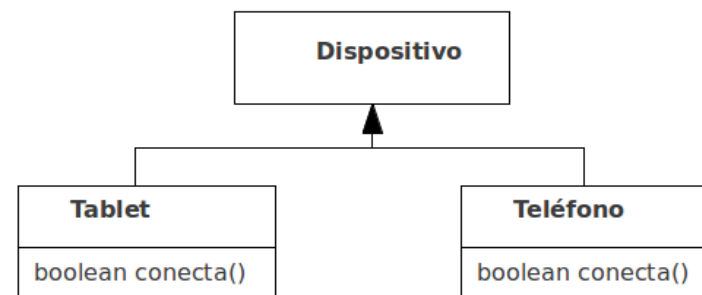 Dispositivo
Tablet
Teléfono
boolean conecta()
boolean conecta()